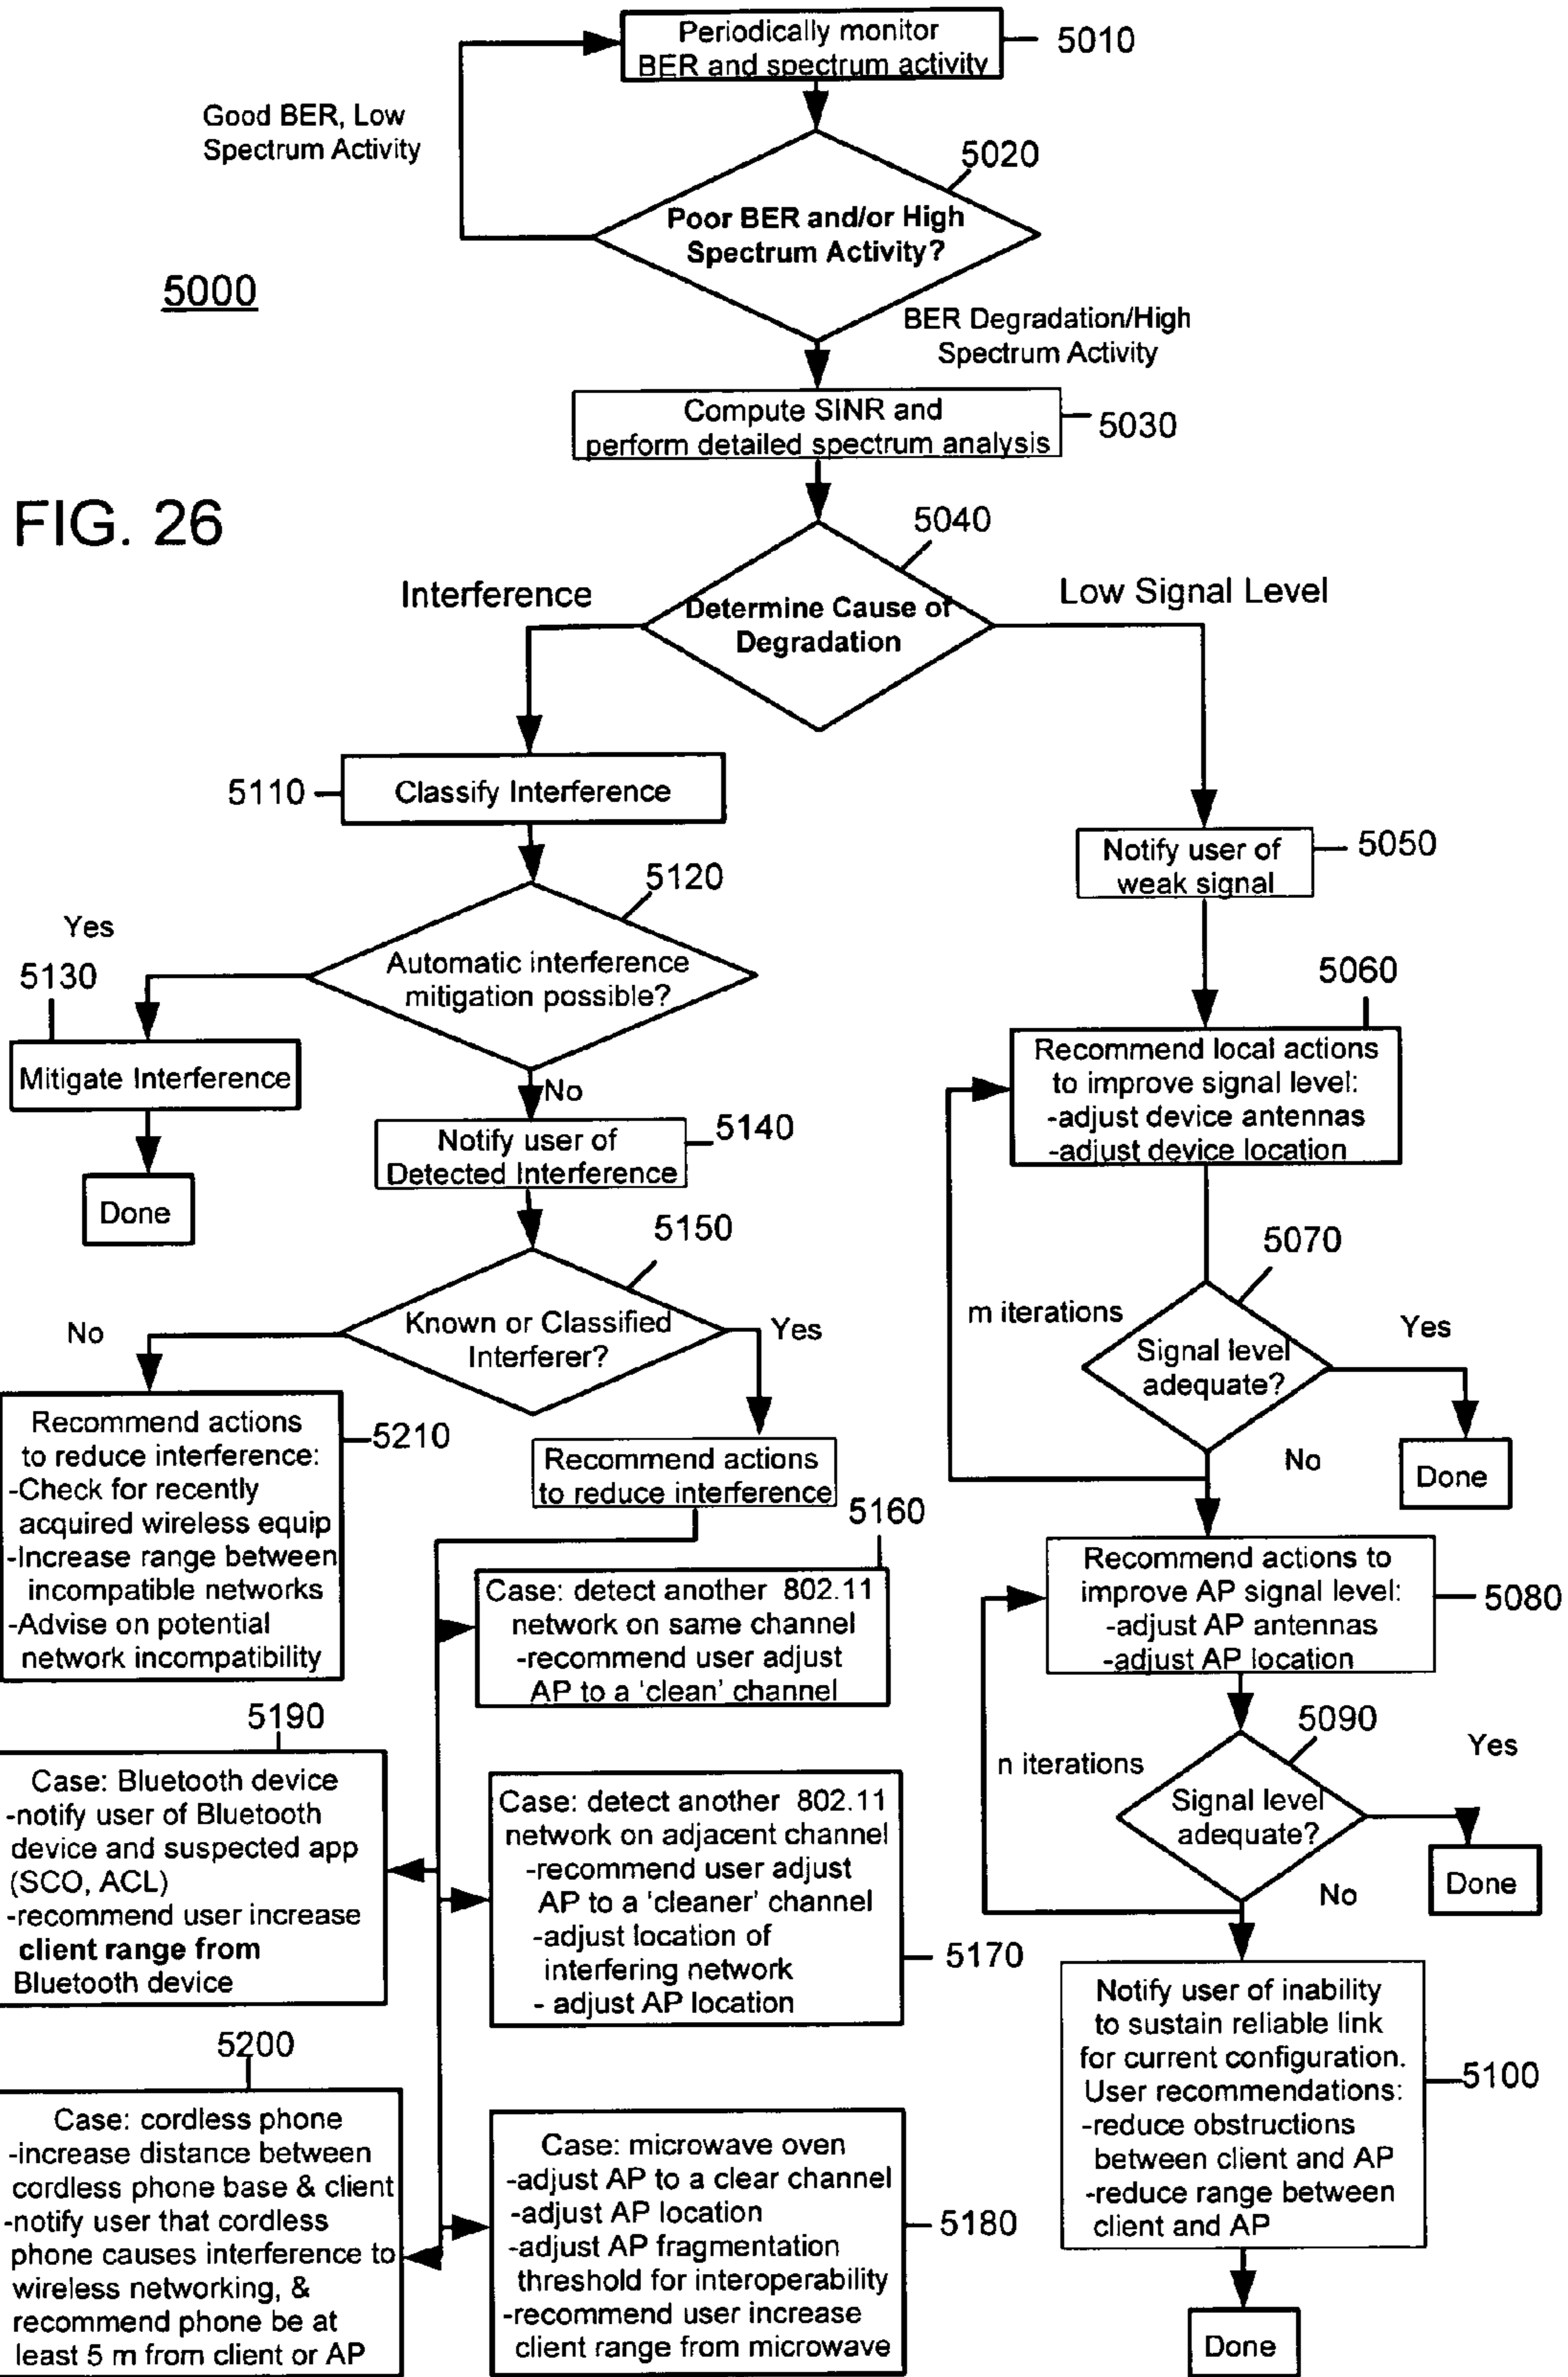 Periodically monitor
BER and spectrum activity
5010
Good BER, Low
Spectrum Activity
5020
Poor BER and/or High
Spectrum Activity?
5000
BER Degradation/High
Spectrum Activity
Compute SINR and
perform detailed spectrum analysis
5030
FIG. 26
5040
Interference
Low Signal Level
Determine Cause of
Degradation
5110
Classify Interference
Notify user of
weak signal
5050
5120
Yes
Automatic interference
mitigation possible?
5130
5060
Mitigate Interference
Recommend local actions
to improve signal level:
-adjust device antennas
-adjust device location
No
Notify user of
Detected Interference
5140
Done
5150
5070
m iterations
No
Known or Classified
Interferer?
Yes
Signal level
adequate?
Yes
Recommend actions
to reduce interference:
-Check for recently
acquired wireless equip
-Increase range between
incompatible networks
-Advise on potential
network incompatibility
5210
Recommend actions
to reduce interference
No
Done
5160
Case: detect another 802.11
network on same channel
-recommend user adjust
AP to a 'clean' channel
Recommend actions to
improve AP signal level:
-adjust AP antennas
-adjust AP location
5080
5190
5090
Case: Bluetooth device
-notify user of Bluetooth
device and suspected app
(SCO, ACL)
-recommend user increase
client range from
Bluetooth device
Case: detect another 802.11
network on adjacent channel
-recommend user adjust
AP to a 'cleaner' channel
-adjust location of
interfering network
- adjust AP location
5170
n iterations
Signal level
adequate?
Yes
No
Done
5200
Notify user of inability
to sustain reliable link
for current configuration.
User recommendations:
-reduce obstructions
between client and AP
-reduce range between
client and AP
5100
Case: cordless phone
-increase distance between
cordless phone base & client
-notify user that cordless
phone causes interference to
wireless networking, &
recommend phone be at
least 5 m from client or AP
Case: microwave oven
-adjust AP to a clear channel
-adjust AP location
-adjust AP fragmentation
threshold for interoperability
-recommend user increase
client range from microwave
5180
Done